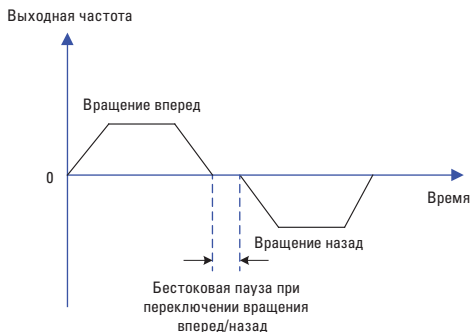 Выходная частота
Вращение вперед
0
Время
Вращение назад
Бестоковая пауза при
переключении вращения
вперед/назад